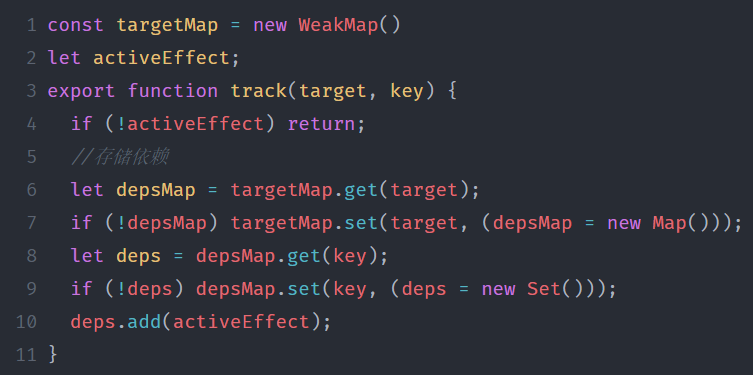 1 const targetMap = new WeakMap()
2 let activeEffect;
3 export function track(target, key) {
4   if (!activeEffect) return;
5   //存储依赖
6   let depsMap = targetMap.get(target);
7   if (!depsMap) targetMap.set(target, (depsMap = new Map()));
8   let deps = depsMap.get(key);
9   if (!deps) depsMap.set(key, (deps = new Set()));
10   deps.add(activeEffect);
11 }